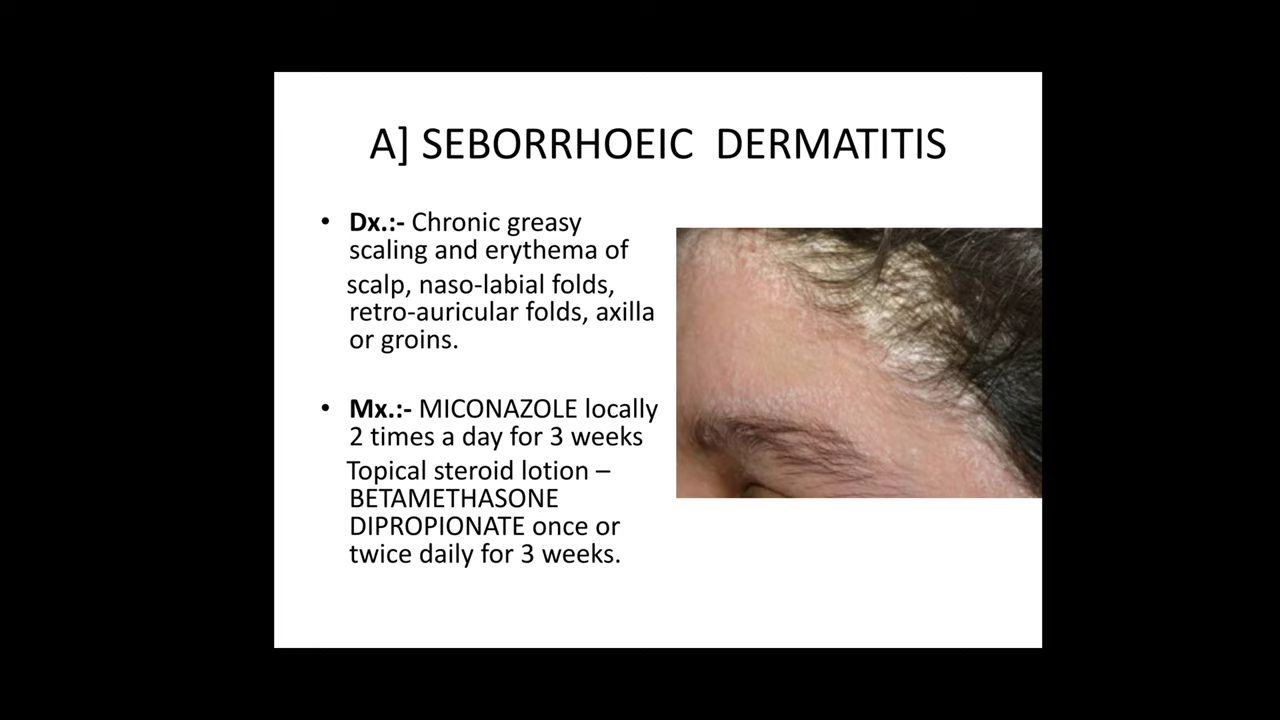 A] SEBORRHOEIC DERMATITIS
• Dx.:- Chronic greasy
scaling and erythema of
scalp, naso-labial folds,
retro-auricular folds, axilla
or groins.
• Mx.:- MICONAZOLE locally
2 times a day for 3 weeks
Topical steroid lotion –
BETAMETHASONE
DIPROPIONATE once or
twice daily for 3 weeks.